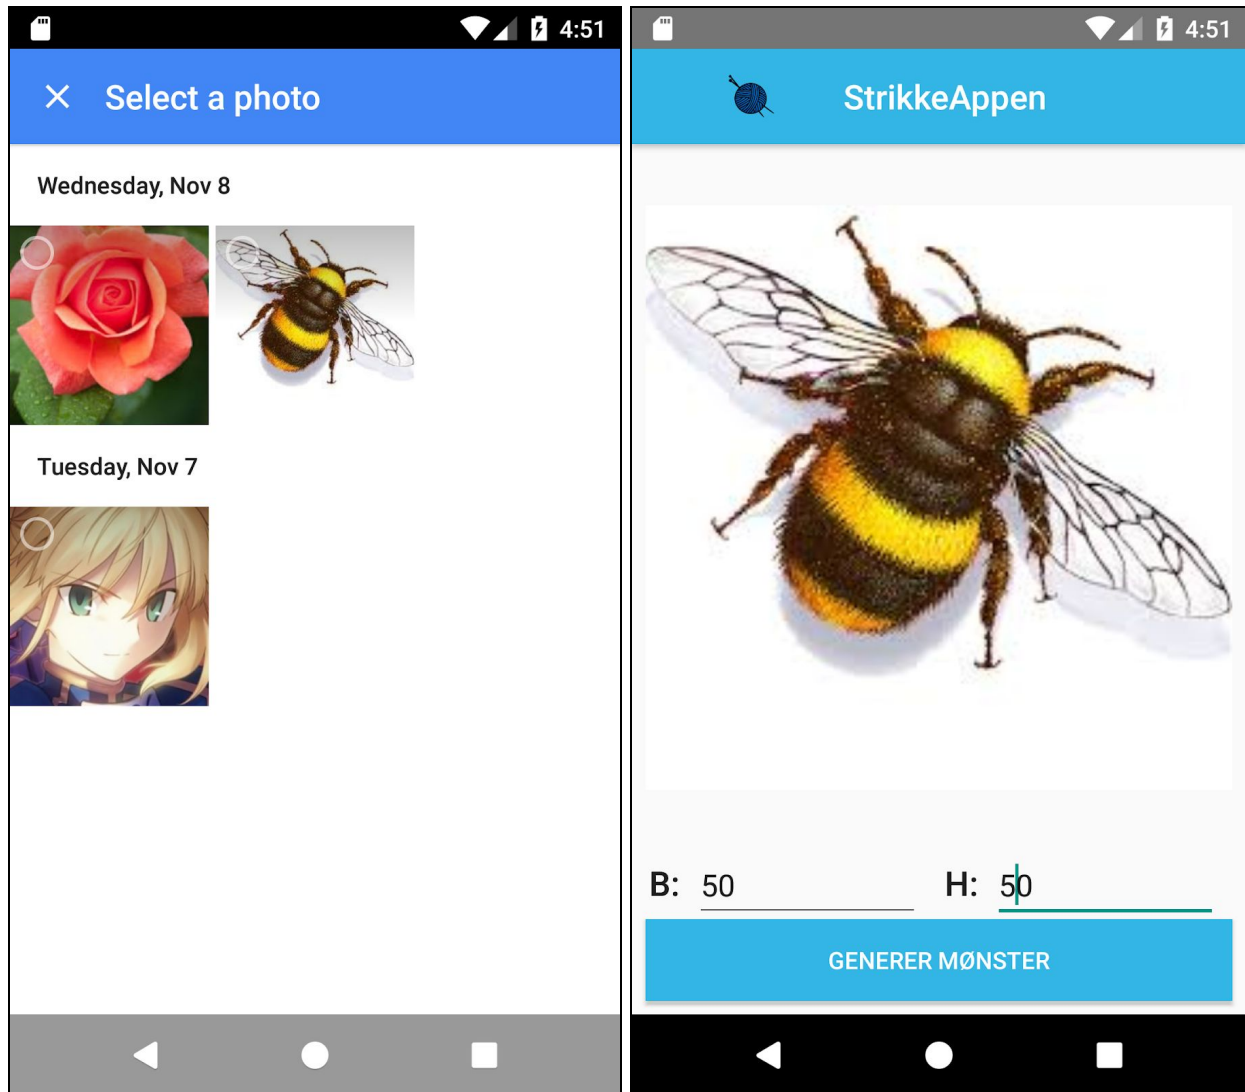 4:51
Select a photo
Wednesday, Nov 8
Tuesday, Nov 7
4:51
StrikkeAppen
B: 50 H: 50
GENERER MØNSTER